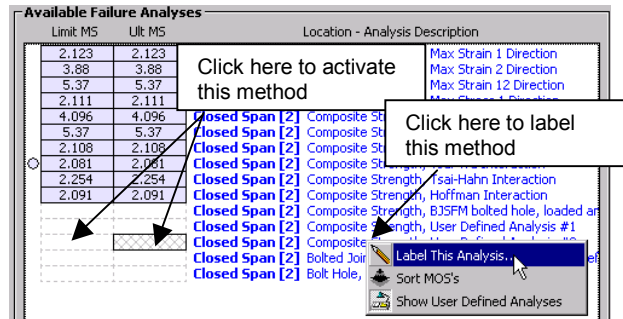 Available Failure Analyses
Limit MS Ult MS Location - Analysis Description
2.123 2.123 Max Strain 1 Direction
3.88 3.88 Max Strain 2 Direction
5.37 5.37 Max Strain 12 Direction
2.111 2.111 Max Stress 1 Direction
4.096 4.096 Closed Span [2] Composite
5.37 5.37 Closed Span [2] Composite
2.108 2.108 Closed Span [2] Composite
2.081 2.081 Closed Span [2] Composite Strength, Interaction
2.254 2.254 Closed Span [2] Composite Strength, Tsai-Hahn Interaction
2.091 2.091 Closed Span [2] Composite Strength, Hoffman Interaction
Closed Span [2] Composite Strength, BJSFM bolted hole, loaded an
Closed Span [2] Composite Strength, User Defined Analysis #1
Closed Span [2] Composite
Closed Span [2] Bolted Joi
Closed Span [2] Bolt Hole,
Click here to activate
this method
Click here to label
this method
Label This Analysis...
Sort MOS's
Show User Defined Analyses